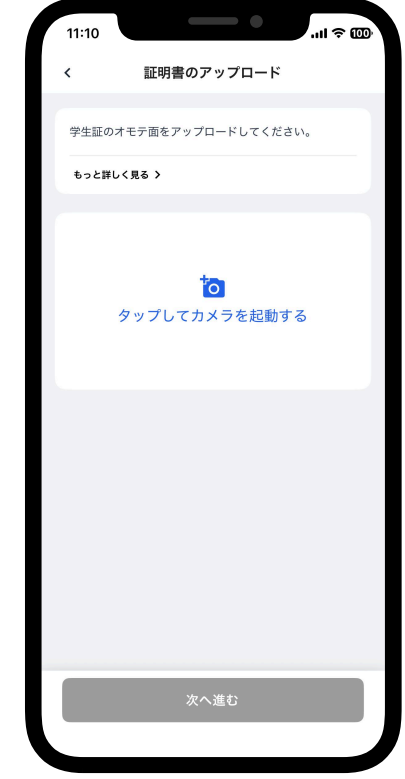 11:10
100
証明書のアップロード
学生証のオモテ面をアップロードしてください。
もっと詳しく見る
タップしてカメラを起動する
次へ進む